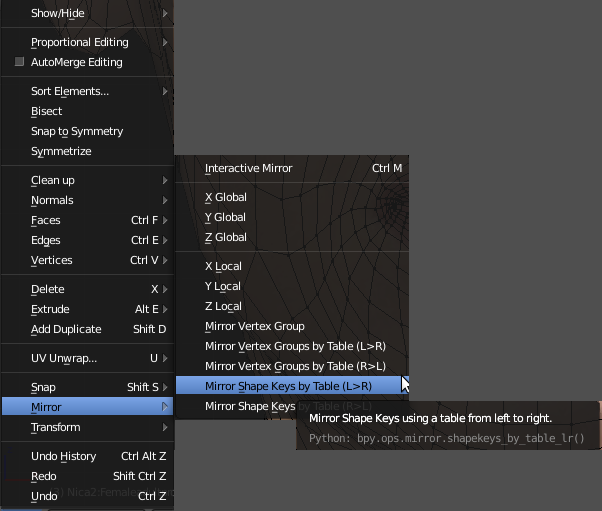 Show/Hide
Proportional Editing
AutoMerge Editing
Sort Elements...
Bisect
Snap to Symmetry
Symmetrize
Clean up
Normals
Faces Ctrl F
Edges Ctrl E
Vertices Ctrl V
Delete X
Extrude Alt E
Add Duplicate Shift D
UV Unwrap... U
Snap Shift S
Mirror
Transform
Undo History Ctrl Alt Z
Redo Shift Ctrl Z
Undo Ctrl Z
Interactive Mirror Ctrl M
X Global
Y Global
Z Global
X Local
Y Local
Z Local
Mirror Vertex Group
Mirror Vertex Groups by Table (L>R)
Mirror Vertex Groups by Table (R>L)
Mirror Shape Keys by Table (L>R)
Mirror Shape Keys by Table (R>L)
Mirror Shape Keys using a table from left to right.
Python: bpy.ops.mirror.shapekeys_by_table_lr()
Nica2:Female